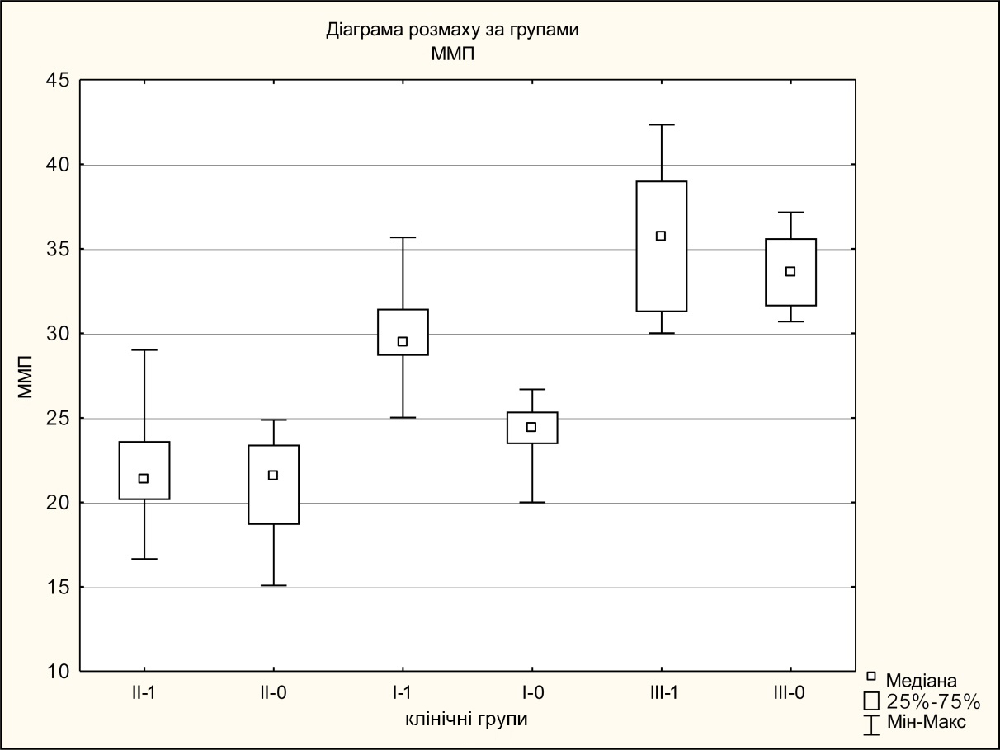 Діаграма розмаху за групами
ММП
45
40
35
30
25
20
15
10
ММП
II-1 II-0 I-1 I-0 III-1 III-0
клінічні групи
Медіана
25%-75%
Мін-Макс